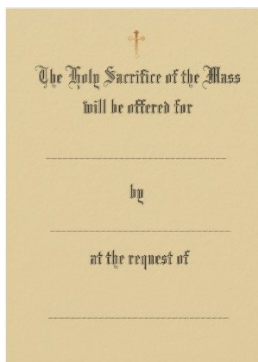 The Holy Sacrifice of the Mass
will be offered for
by
at the request of